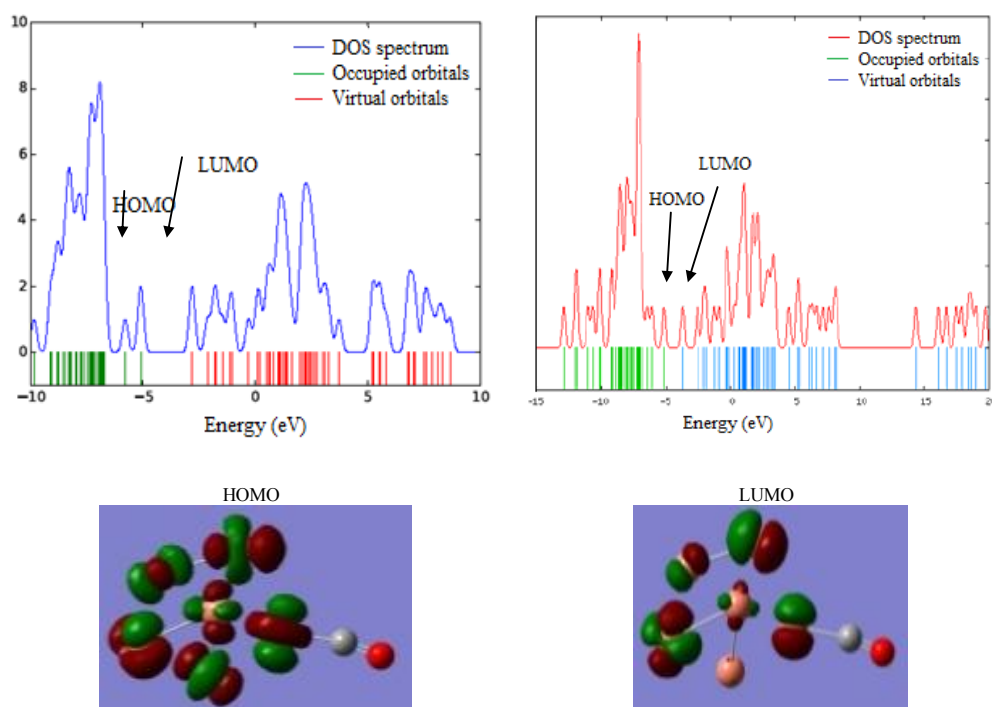 10
8
6
4
2
0
DOS spectrum
Occupied orbitals
Virtual orbitals
LUMO
HOMO
−10 −5 0 5 10
Energy (eV)
DOS spectrum
Occupied orbitals
Virtual orbitals
LUMO
HOMO
−15 −10 −5 0 5 10 15 20
Energy (eV)
HOMO
LUMO